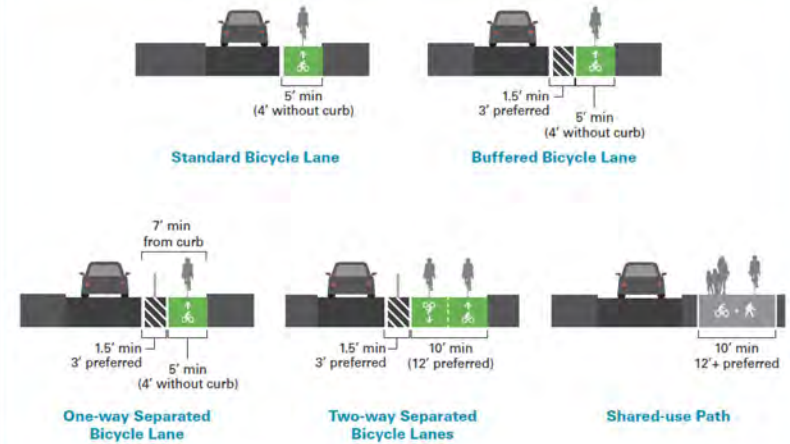 5' min
(4' without curb)
Standard Bicycle Lane
1.5' min
3' preferred
5' min
(4' without curb)
Buffered Bicycle Lane
7' min
from curb
1.5' min
3' preferred
5' min
(4' without curb)
One-way Separated
Bicycle Lane
1.5' min
3' preferred
10' min
(12' preferred)
Two-way Separated
Bicycle Lanes
10' min
12'+ preferred
Shared-use Path